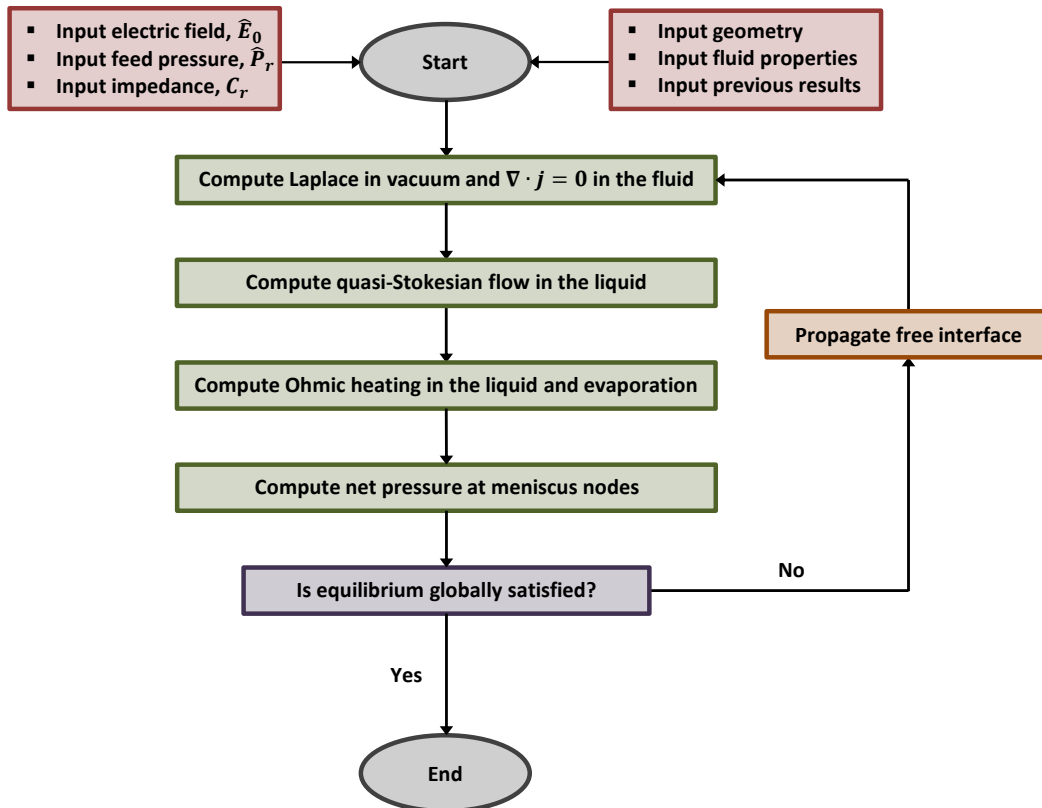 ▪ Input electric field, Ê₀
▪ Input feed pressure, P̂ᵣ
▪ Input impedance, Cᵣ
Start
▪ Input geometry
▪ Input fluid properties
▪ Input previous results
Compute Laplace in vacuum and ∇ · j = 0 in the fluid
Compute quasi-Stokesian flow in the liquid
Propagate free interface
Compute Ohmic heating in the liquid and evaporation
Compute net pressure at meniscus nodes
Is equilibrium globally satisfied?
No
Yes
End